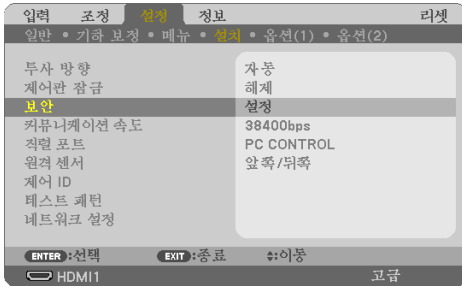 입력 조정 설정 정보 리셋
일반 • 기하 보정 • 메뉴 • 설치 • 옵션(1) • 옵션(2)
투사 방향 자동
제어판 잠금 해제
보안 설정
커뮤니케이션 속도 38400bps
직렬 포트 PC CONTROL
원격 센서 앞쪽/뒤쪽
제어 ID
테스트 패턴
네트워크 설정
ENTER :선택 EXIT :종료 :이동
HDMI1 고급